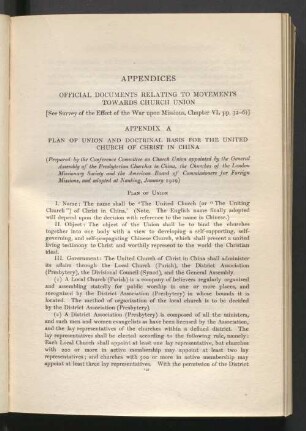 APPENDICES
OFFICIAL DOCUMENTS RELATING TO MOVEMENTS
TOWARDS CHURCH UNION
[See Survey of the Effect of the War upon Missions, Chapter VI, pp.
APPENDIX A
PLAN OF UNION AND DOCTRINAL BASIS FOR THE UNITED
CHURCH OF CHRIST IN CHINA
(Prepared by the Conference Committee on Church Union appointed by the General
Assembly of the Presbyterian Churches in China, the Churches of the London
Missionary Society and the American Board of Commissioners for Foreign
Missions, and adopted at Nanking, January
PLAN OF UNION
I. Name: The name shall be "The United Church (or "The Uniting
Church") of Christ in China." (Note: The English name finally adopted
will depend upon the decision with reference to the name in Chinese.)
II. Object: The object of the Union shall be to bind the churches
together into one body with a view to developing a self-supporting, self-
governing, and self-propagating Chinese Church, which shall present a united
living testimony to Christ and worthily represent to the world the Christian
ideal.
III. Government: The United Church of Christ in China shall administer
its affairs through the Local Church (Parish), the District Association
(Presbytery), the Divisional Council (Synod), and the General Assembly.
(1) A Local Church (Parish) is a company of believers regularly organized
and assembling statedly for public worship in one or more places, and
recognized by the District Association (Presbytery) in whose bounds it is
located. The method of organization of the local church is to be decided
by the District Association (Presbytery).
(2) A District Association (Presbytery) is composed of all the ministers,
and such men and women evangelists as have been licensed by the Association,
and the lay representatives of the churches within a defined district. The
lay representatives shall be elected according to the following rule, namely:
Each Local Church shall appoint at least one lay representative, but churches
with 200 or more in active membership may appoint at least two lay
representatives; and churches with 300 or more in active membership may
appoint at least three lay representatives. With the permission of the District